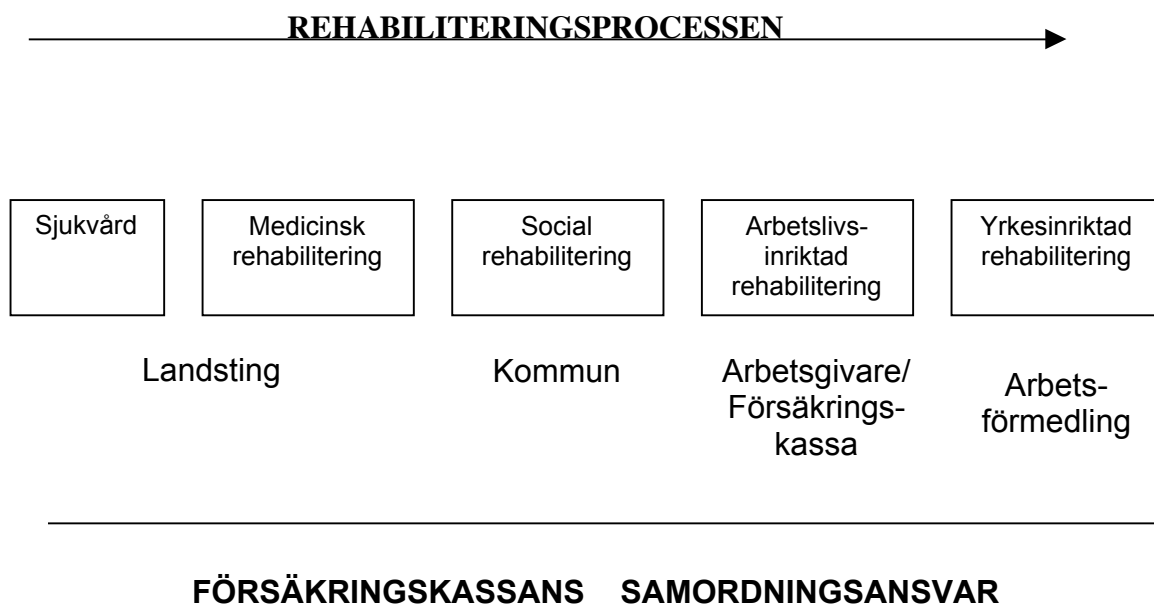 REHABILITERINGSPROCESSEN
Sjukvård
Medicinsk
rehabilitering
Social
rehabilitering
Arbetslivs-
inriktad
rehabilitering
Yrkesinriktad
rehabilitering
Landsting
Kommun
Arbetsgivare/
Försäkrings-
kassa
Arbets-
förmedling
FÖRSÄKRINGSKASSANS SAMORDNINGSANSVAR